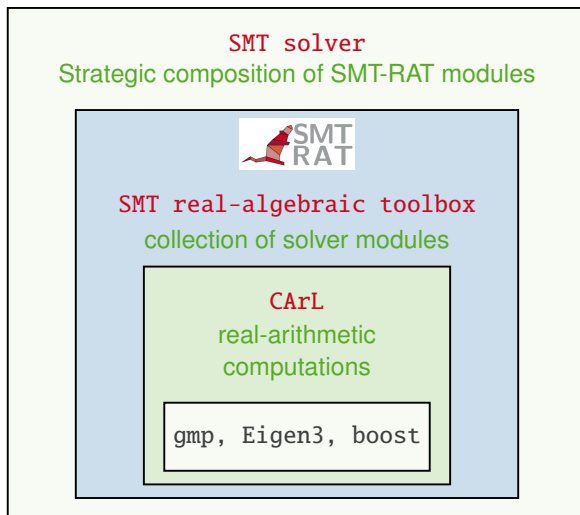 SMT solver
Strategic composition of SMT-RAT modules
SMT
RAT
SMT real-algebraic toolbox
collection of solver modules
CArL
real-arithmetic
computations
gmp, Eigen3, boost